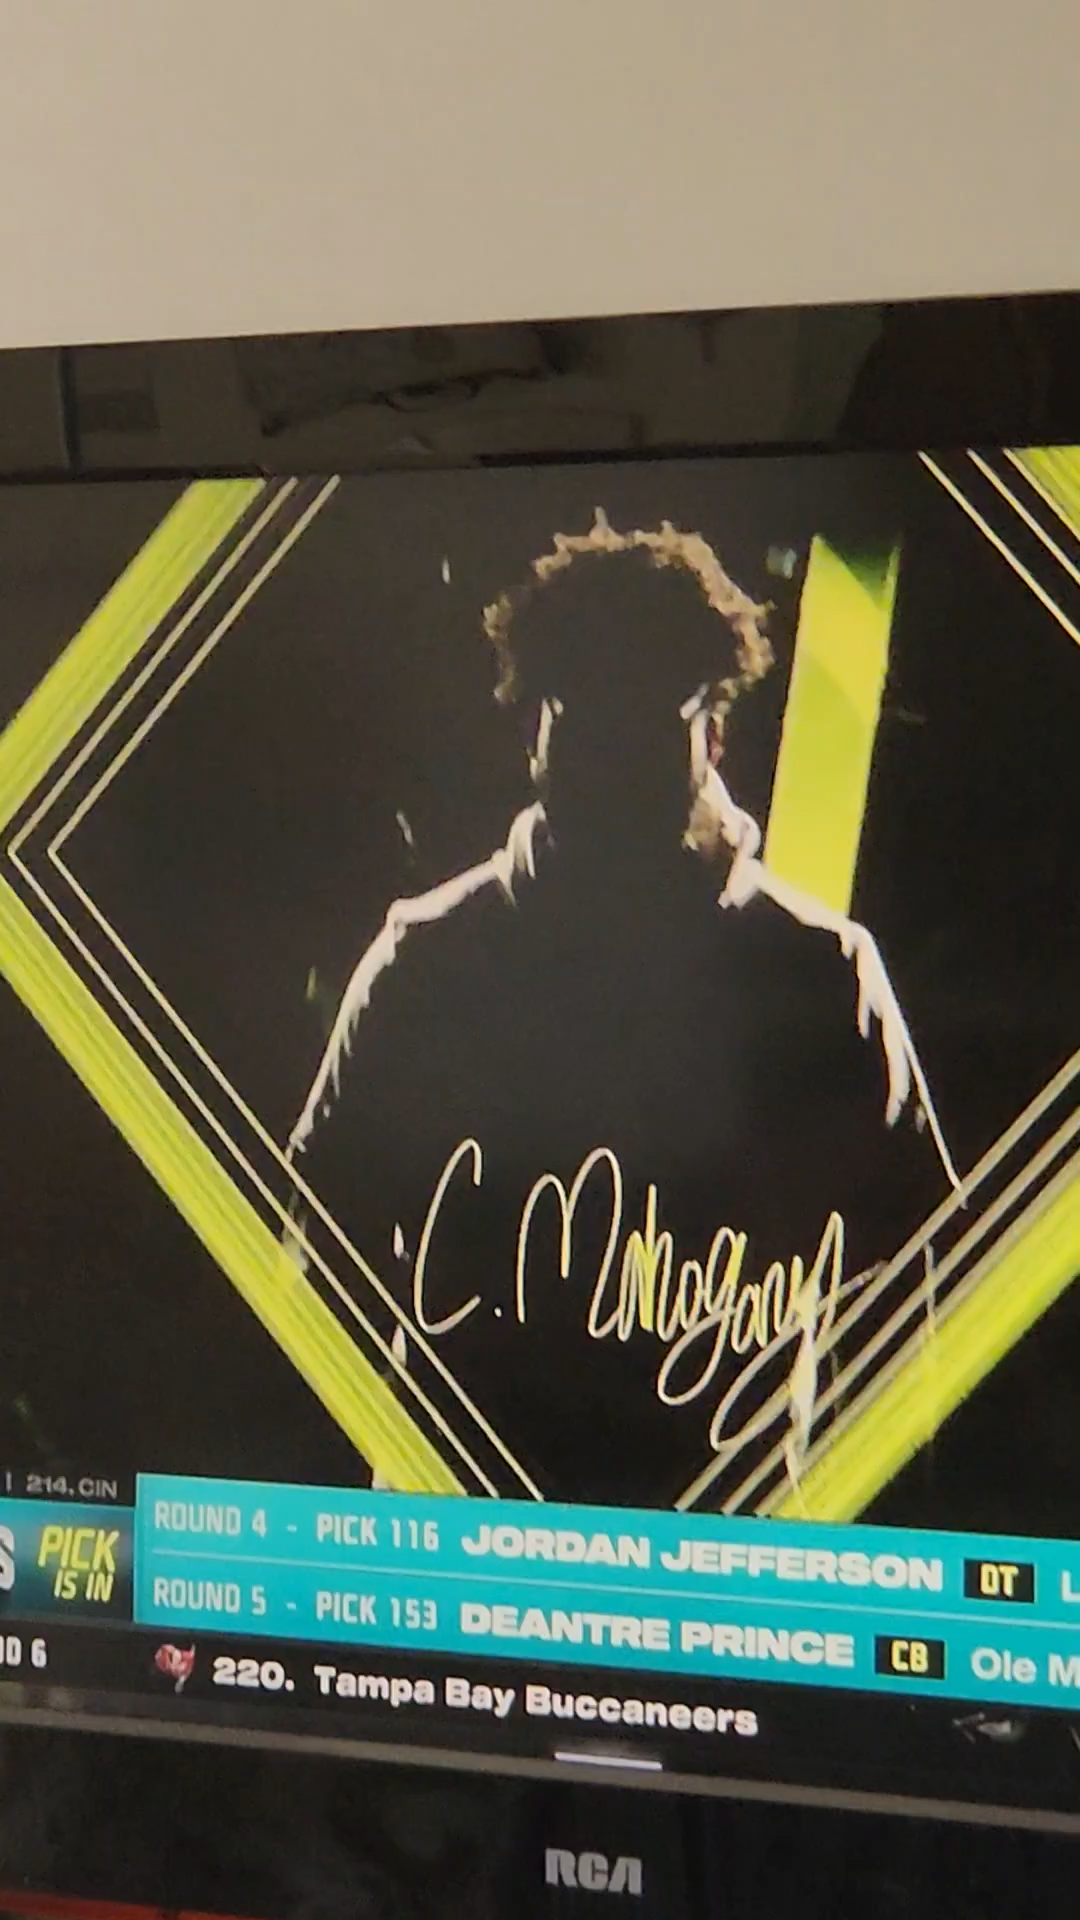 C. Mahogany
| 214. CIN
PICK
IS IN
ROUND 4 - PICK 116 JORDAN JEFFERSON DT
ROUND 5 - PICK 153 DEANTRE PRINCE CB Ole M
6
220. Tampa Bay Buccaneers
RCA